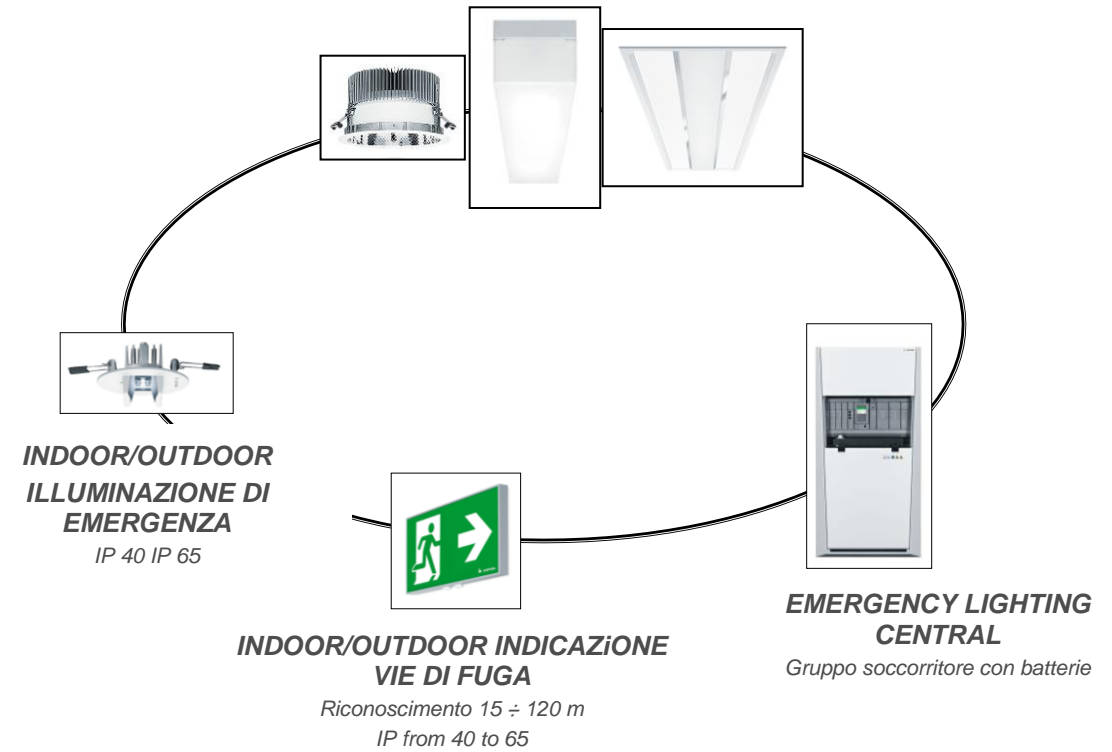 INDOOR/OUTDOOR
ILLUMINAZIONE DI
EMERGENZA
IP 40 IP 65
INDOOR/OUTDOOR INDICAZiONE
VIE DI FUGA
Riconoscimento 15 ÷ 120 m
IP from 40 to 65
EMERGENCY LIGHTING
CENTRAL
Gruppo soccorritore con batterie